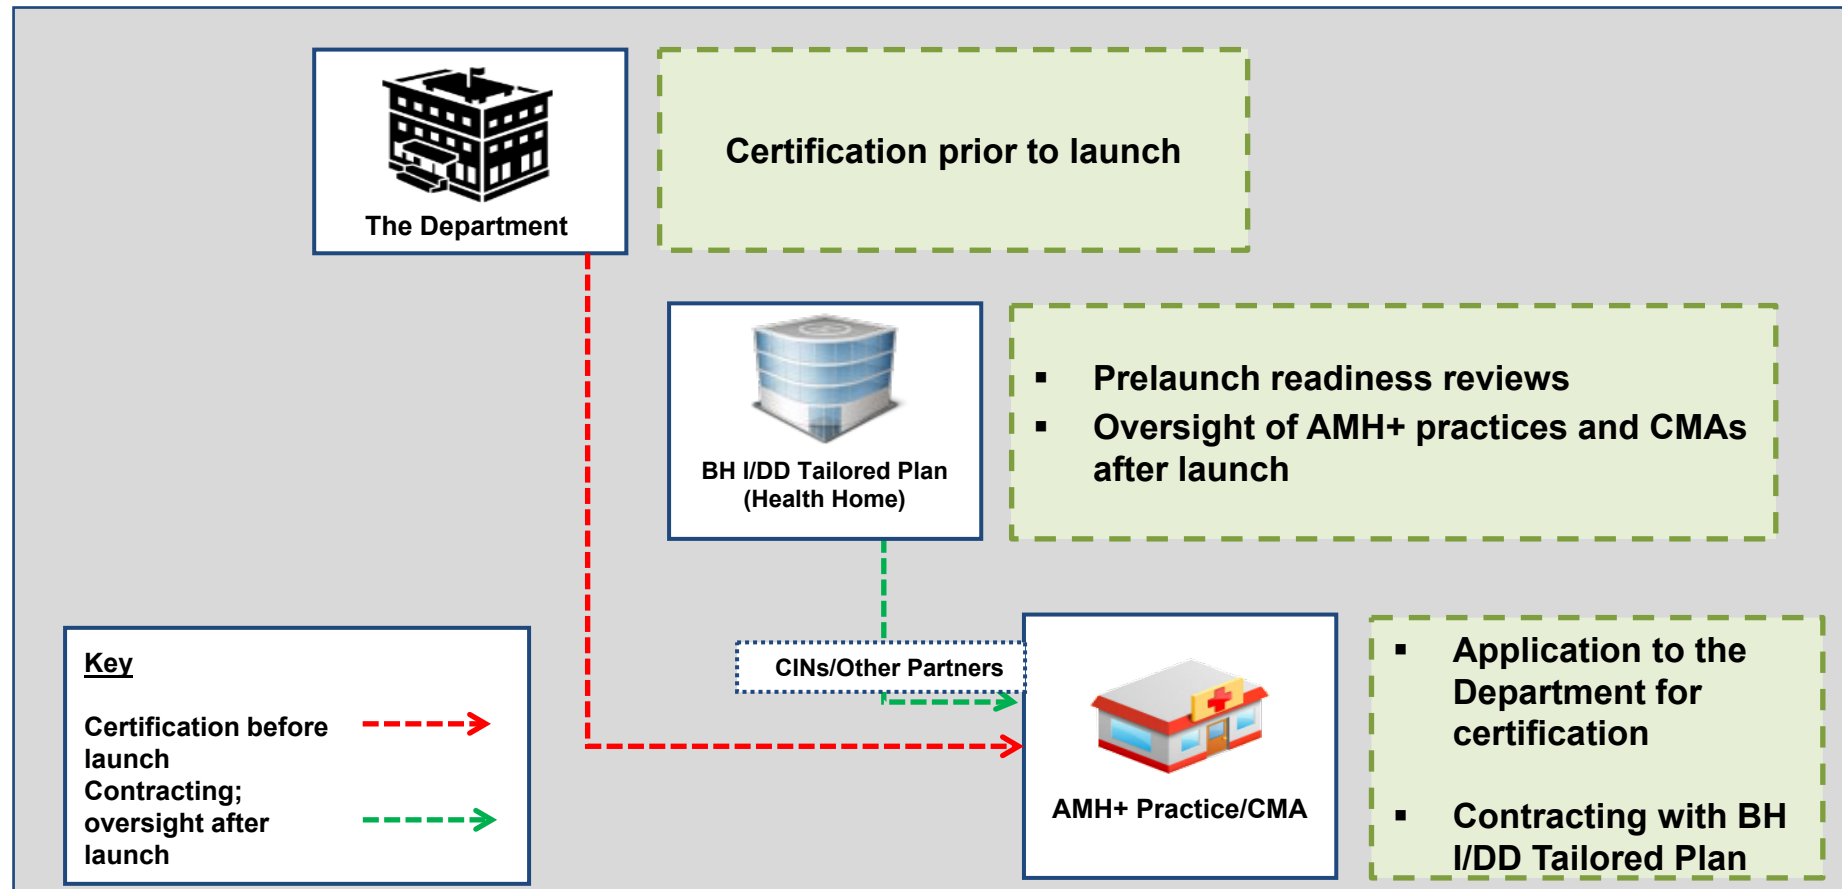 The Department
Certification prior to launch
BH I/DD Tailored Plan
(Health Home)
▪ Prelaunch readiness reviews
▪ Oversight of AMH+ practices and CMAs
after launch
Key
Certification before
launch
Contracting;
oversight after
launch
CINs/Other Partners
AMH+ Practice/CMA
▪ Application to the
Department for
certification
▪ Contracting with BH
I/DD Tailored Plan